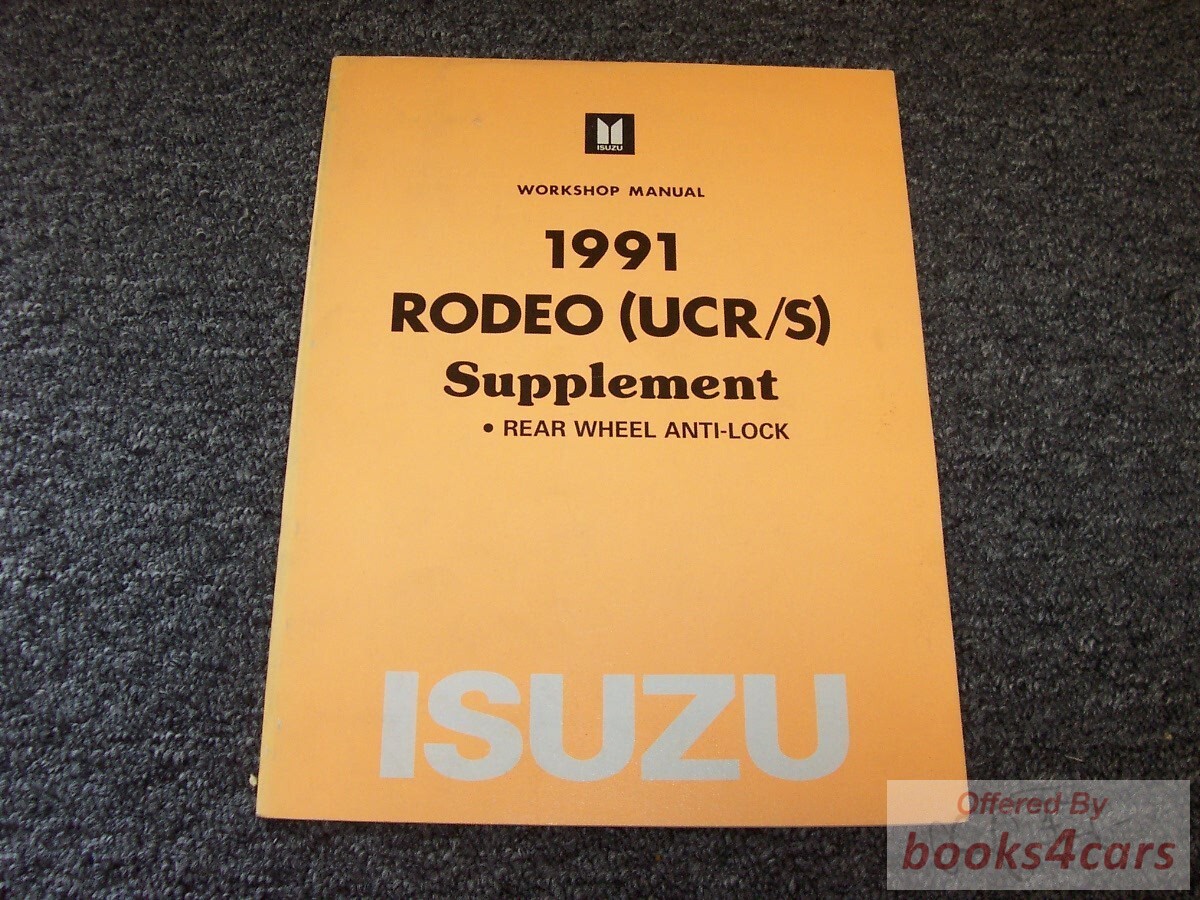 ISUZU
WORKSHOP MANUAL
1991
RODEO (UCR/S)
Supplement
• REAR WHEEL ANTI-LOCK
ISUZU
Offered By
books4cars